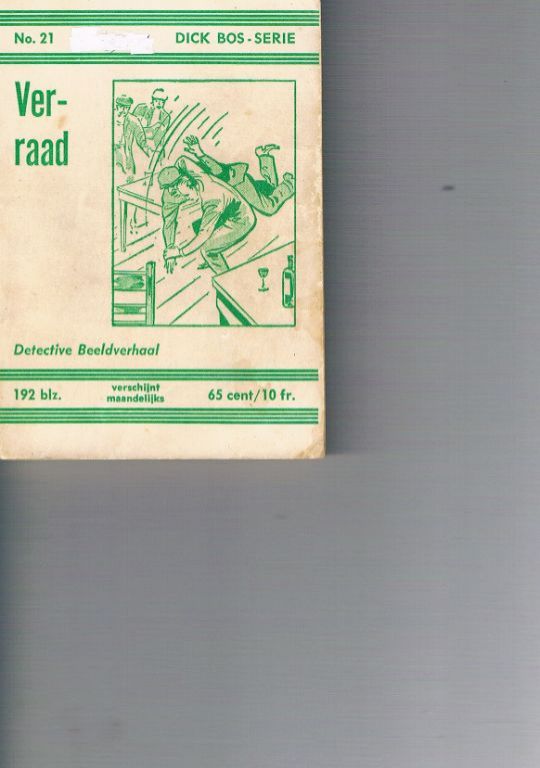 No. 21 DICK BOS - SERIE
Ver-
raad
Detective Beeldverhaal
192 blz. verschijnt maandelijks 65 cent/10 fr.